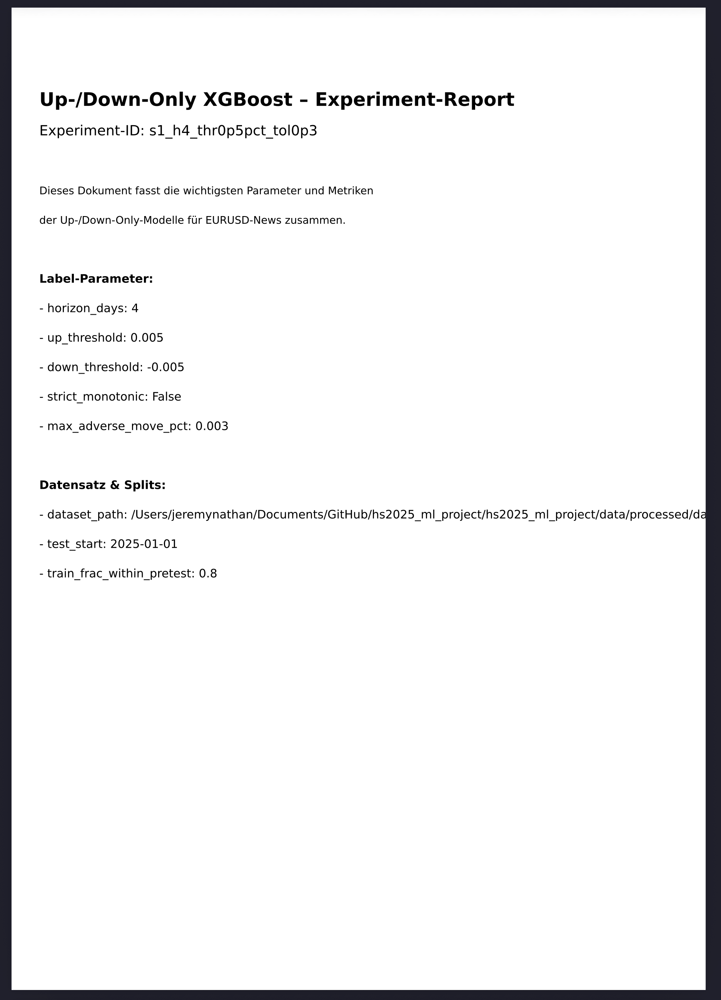 Up-/Down-Only XGBoost – Experiment-Report
Experiment-ID: s1_h4_thr0p5pct_tol0p3
Dieses Dokument fasst die wichtigsten Parameter und Metriken
der Up-/Down-Only-Modelle für EURUSD-News zusammen.
Label-Parameter:
- horizon_days: 4
- up_threshold: 0.005
- down_threshold: -0.005
- strict_monotonic: False
- max_adverse_move_pct: 0.003
Datensatz & Splits:
- dataset_path: /Users/jeremynathan/Documents/GitHub/hs2025_ml_project/hs2025_ml_project/data/processed/da
- test_start: 2025-01-01
- train_frac_within_pretest: 0.8